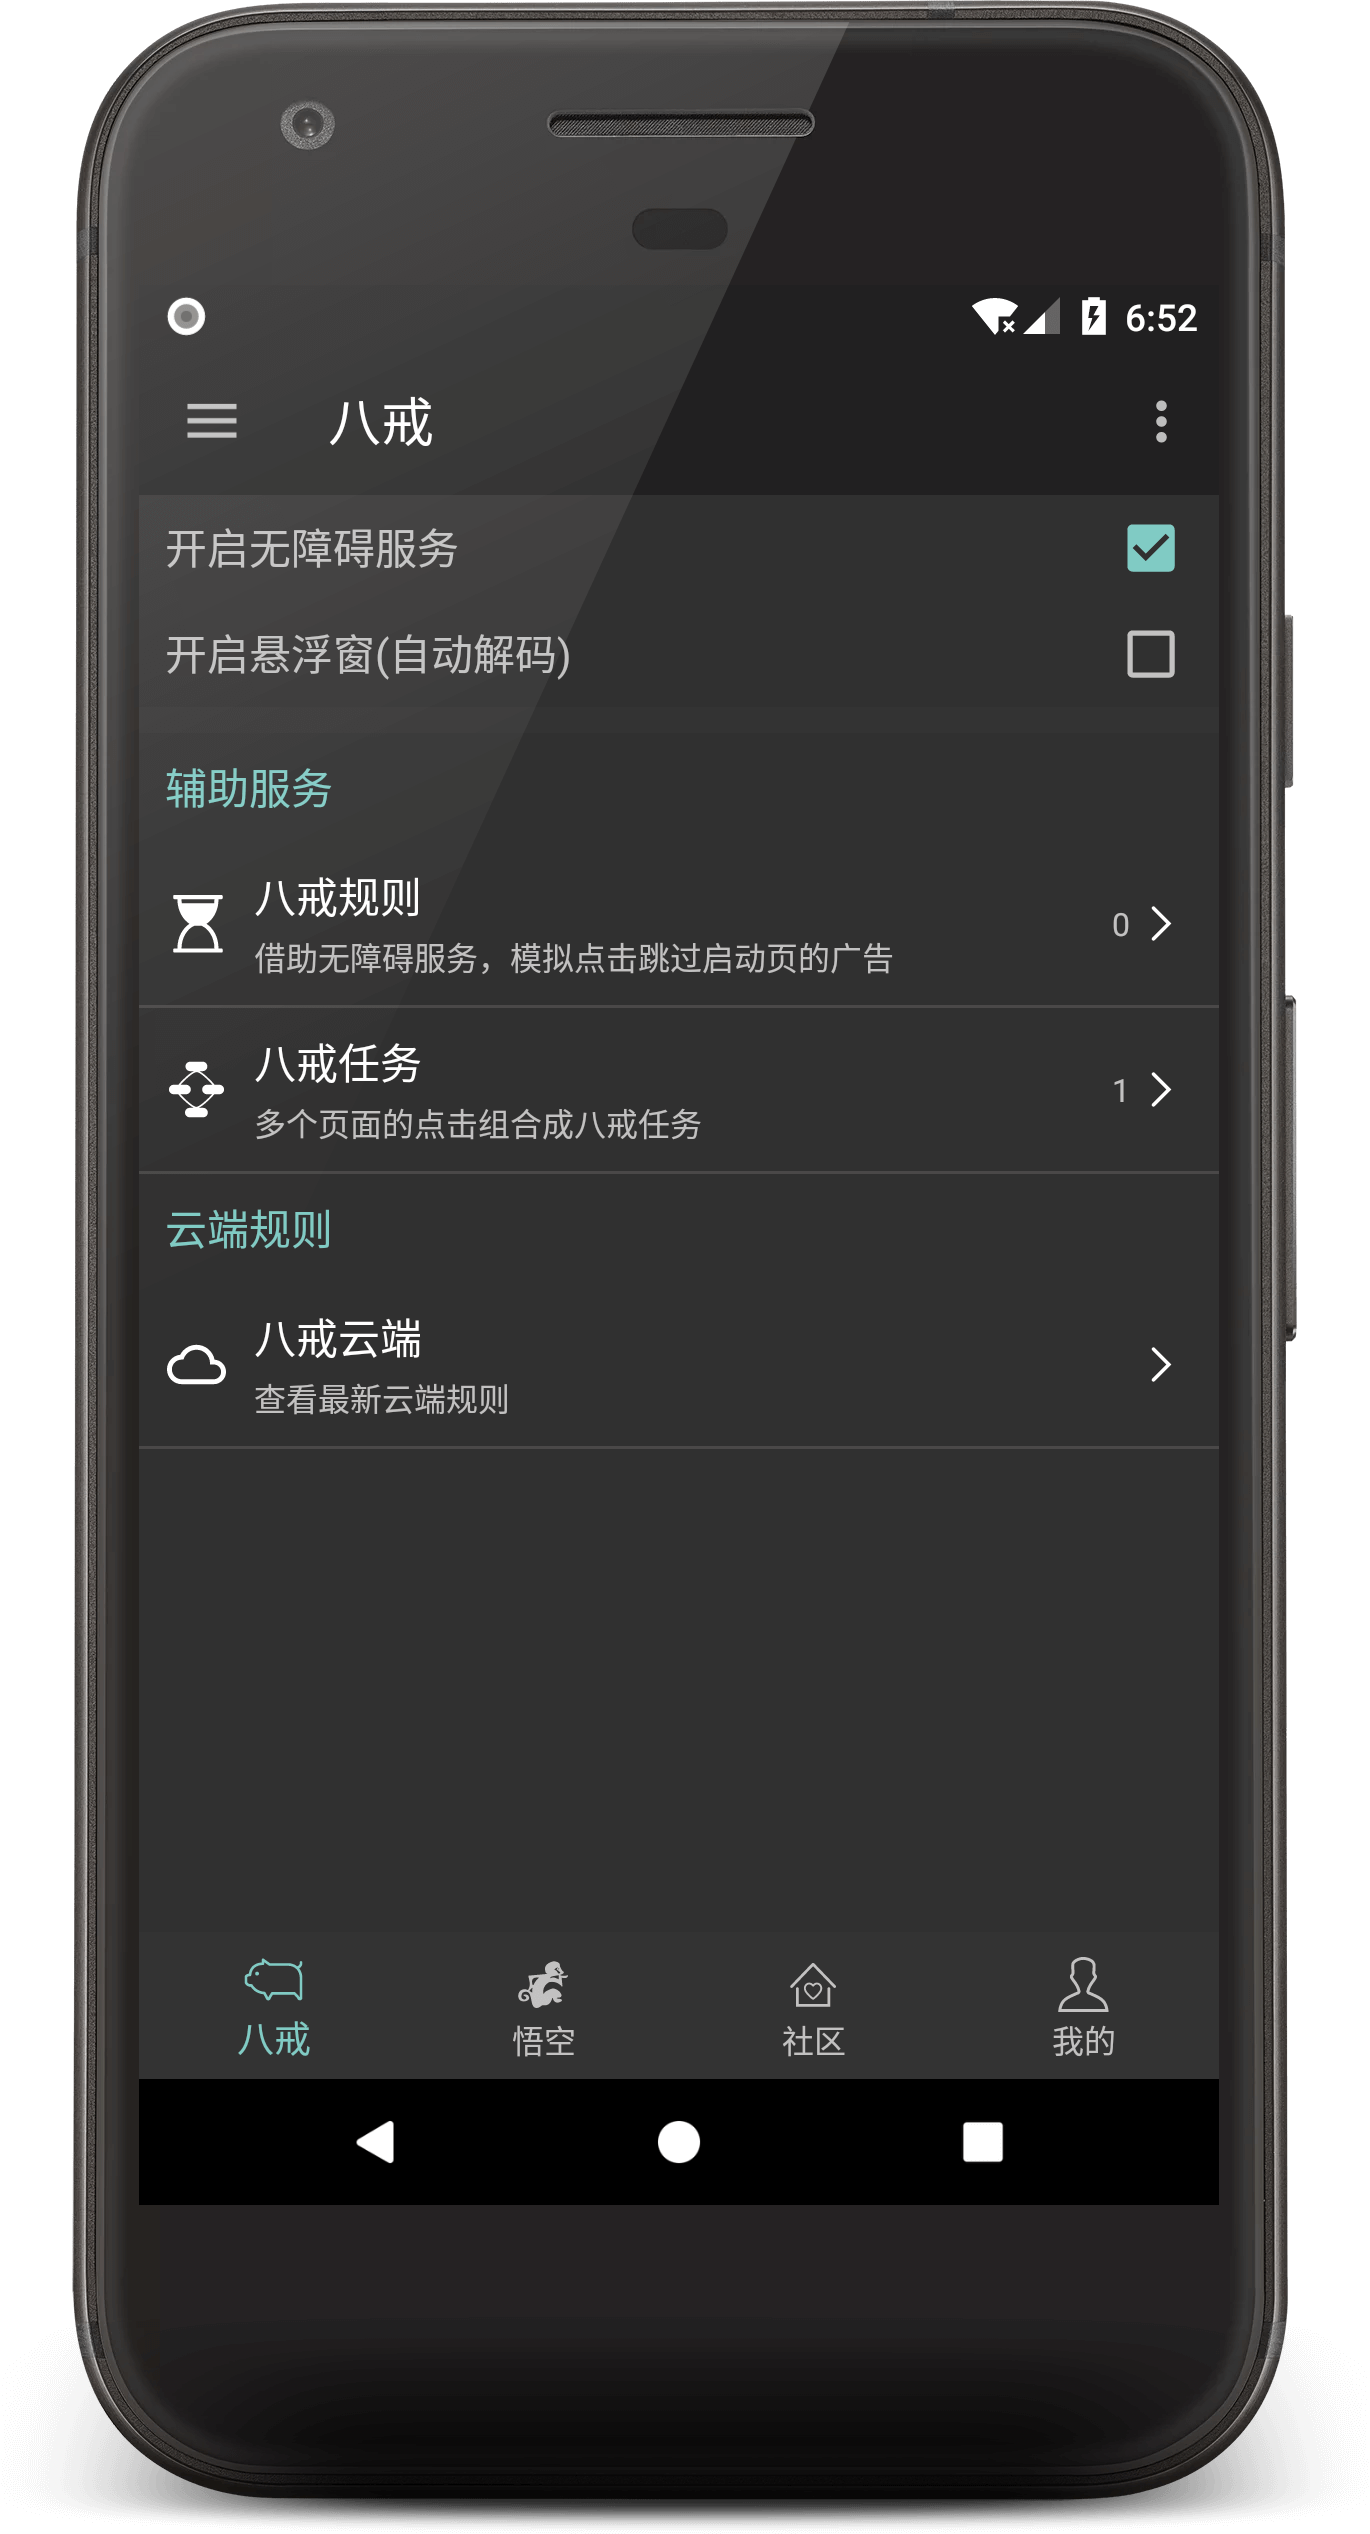 6:52
八戒
开启无障碍服务
开启悬浮窗(自动解码)
辅助服务
八戒规则
0
借助无障碍服务，模拟点击跳过启动页的广告
八戒任务
1
多个页面的点击组合成八戒任务
云端规则
八戒云端
查看最新云端规则
八戒
悟空
社区
我的